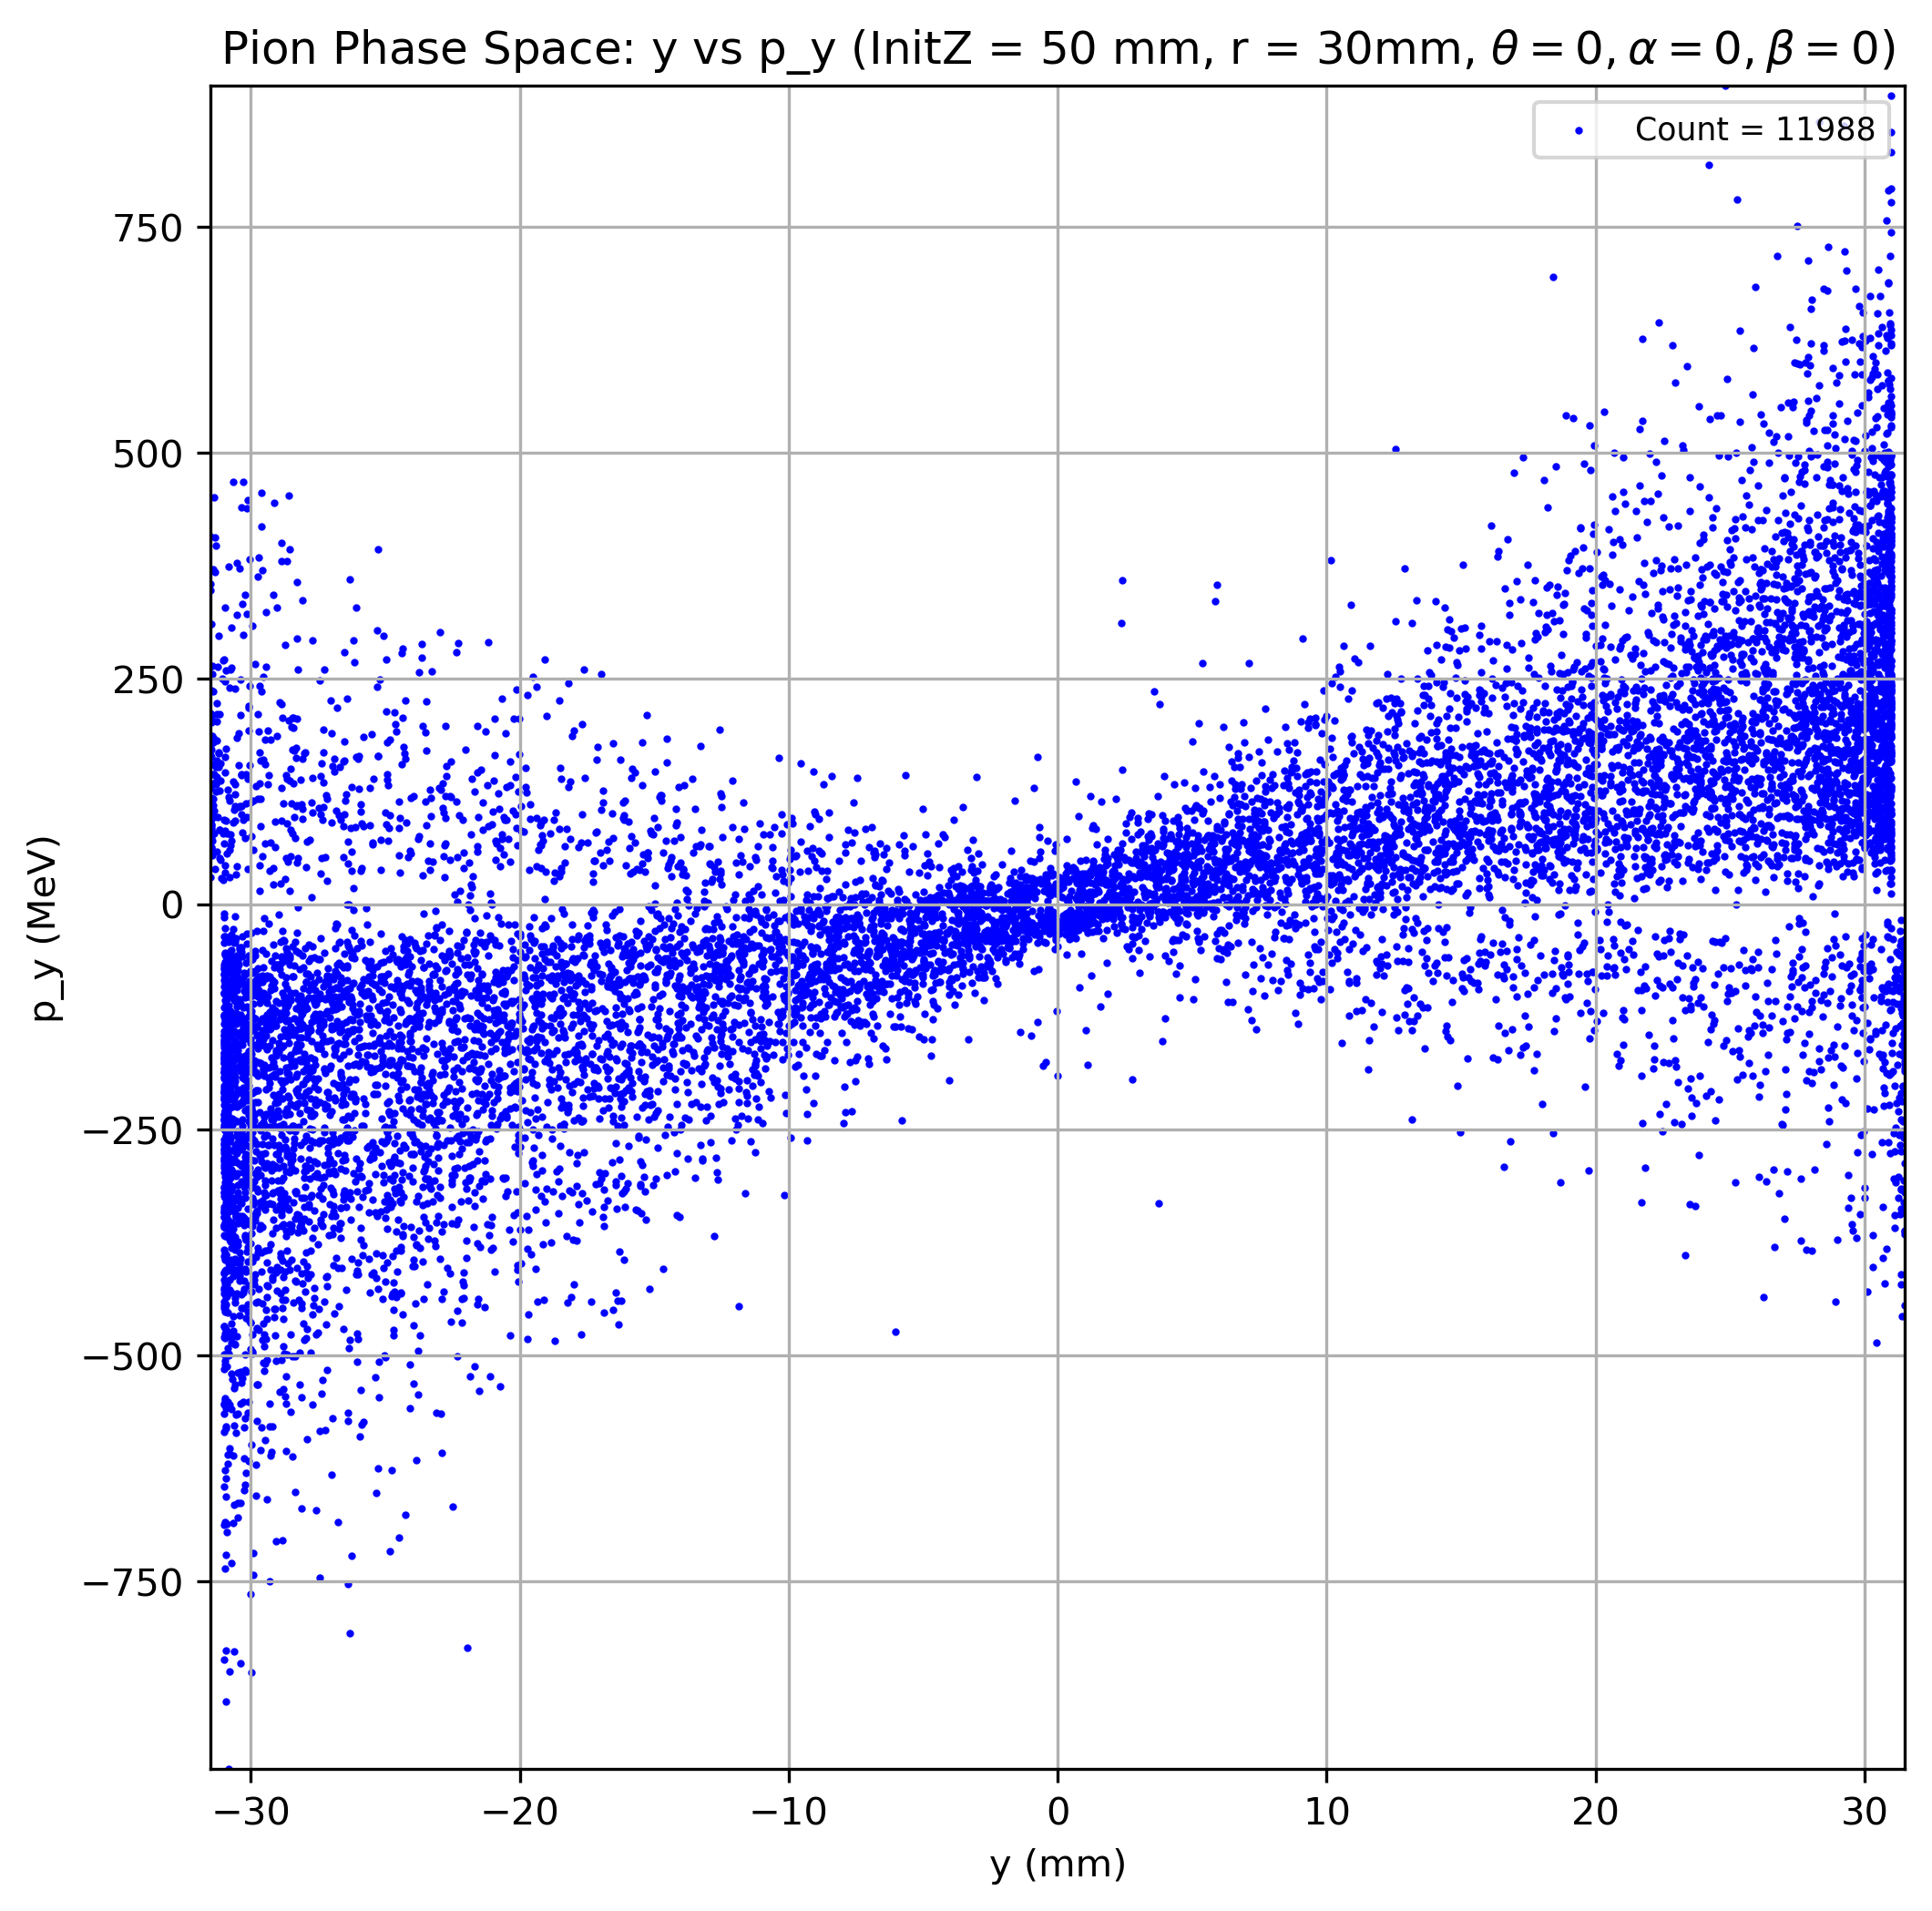 Pion Phase Space: y vs p_y (InitZ = 50 mm, r = 30mm, θ = 0, α = 0, β = 0)
Count = 11988
750
500
250
0
−250
−500
−750
p_y (MeV)
−30 −20 −10 0 10 20 30
y (mm)